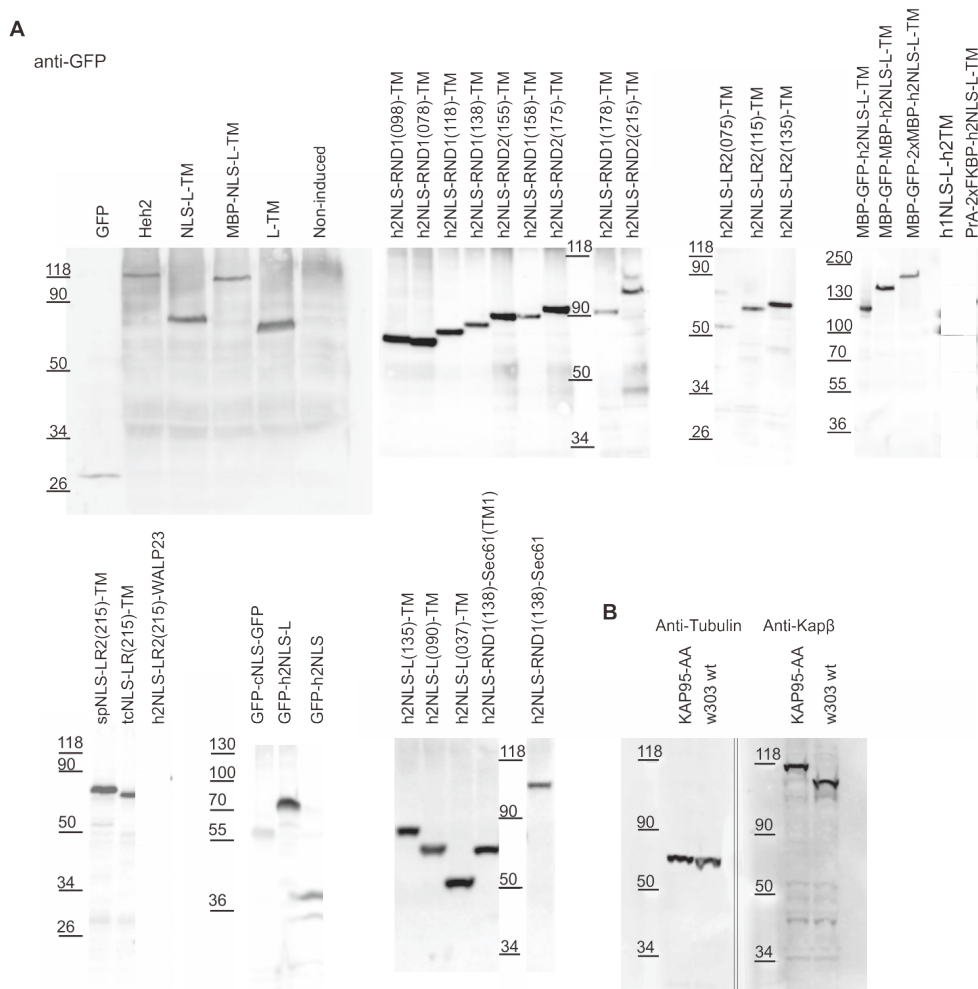 A
anti-GFP
GFP
Heh2
NLS-L-TM
MBP-NLS-L-TM
L-TM
Non-induced
118
90
50
34
26
h2NLS-RND1(098)-TM
h2NLS-RND1(078)-TM
h2NLS-RND1(118)-TM
h2NLS-RND1(138)-TM
h2NLS-RND2(155)-TM
h2NLS-RND1(158)-TM
h2NLS-RND2(175)-TM
h2NLS-RND1(178)-TM
h2NLS-RND2(215)-TM
118
90
50
34
h2NLS-LR2(075)-TM
h2NLS-LR2(115)-TM
h2NLS-LR2(135)-TM
118
90
50
34
26
MBP-GFP-h2NLS-L-TM
MBP-GFP-MBP-h2NLS-L-TM
MBP-GFP-2xMBP-h2NLS-L-TM
h1NLS-L-h2TM
PrA-2xFKBP-h2NLS-L-TM
250
130
100
70
55
36
spNLS-LR2(215)-TM
tcNLS-LR(215)-TM
h2NLS-LR2(215)-WALP23
118
90
50
34
26
GFP-cNLS-GFP
GFP-h2NLS-L
GFP-h2NLS
130
100
70
55
36
h2NLS-L(135)-TM
h2NLS-L(090)-TM
h2NLS-L(037)-TM
h2NLS-RND1(138)-Sec61(TM1)
h2NLS-RND1(138)-Sec61
118
90
50
34
B
Anti-Tubulin
KAP95-AA
w303 wt
118
90
50
34
Anti-Kapβ
KAP95-AA
w303 wt
118
90
50
34